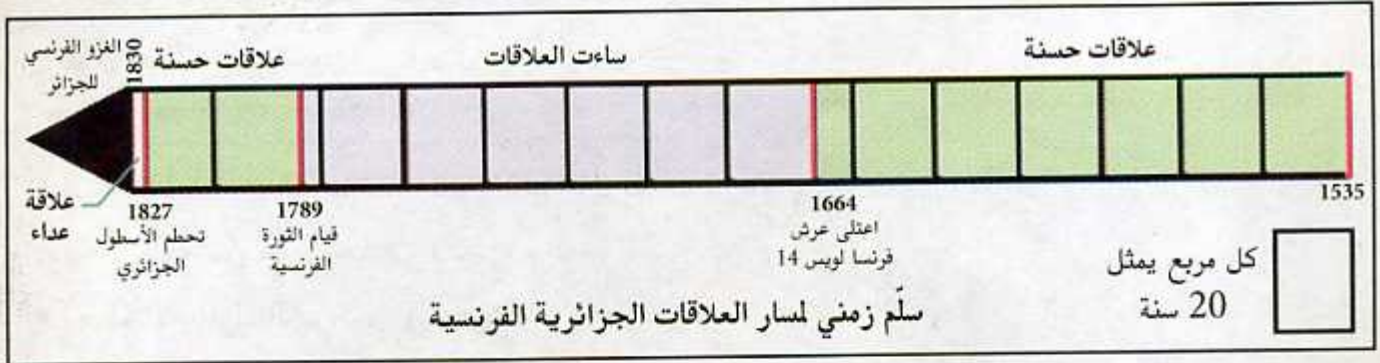 علاقات حسنة
ساءت العلاقات
علاقات حسنة
1830
الغزو الفرنسي
للجزائر
1535
1664
اعتلى عرش
فرنسا لويس 14
1789
قيام الثورة
الفرنسية
1827
تحطم الأسطول
الجزائري
علاقة
عداء
كل مربع يمثل
20 سنة
سلّم زمني لمسار العلاقات الجزائرية الفرنسية